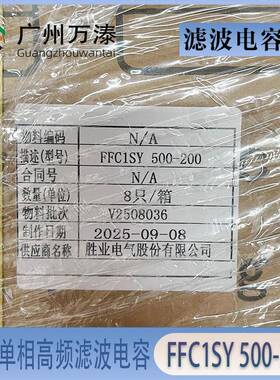 广州万溙
Guangzhouwantai
滤波电容
物料编码 N/A
描述(型号) FFC1SY 500-200
合同号 N/A
数量(单位) 8只/箱
物料批次 V2508036
制作日期 2025-09-08
供应商名称 胜业电气股份有限公司
单相高频滤波电容 FFC1SY 500-